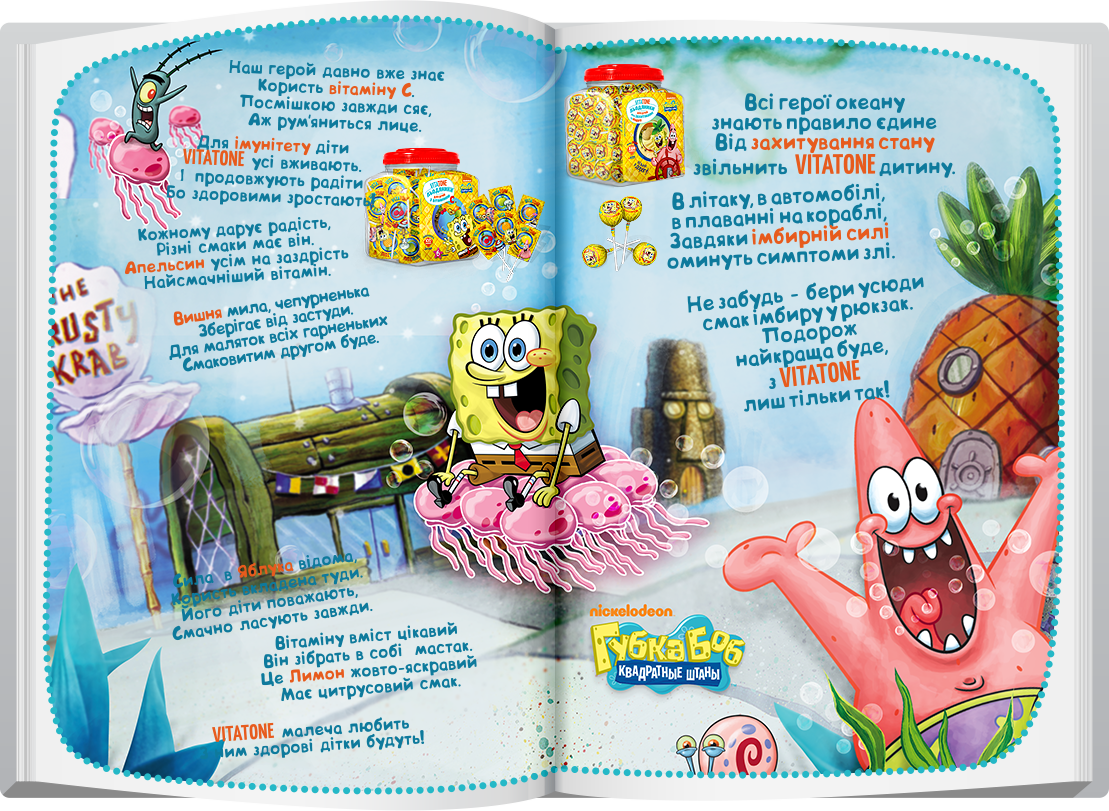 Наш герой давно вже знає
Користь вітаміну С.
Посмішкою завжди сяє,
Аж рум'яниться лице.
Для імунітету діти
VITATONE усі вживають.
І продовжують радіти
Бо здоровими зростають!
Кожному дарує радість,
Різні смаки має він.
Апельсин усім на заздрість
Найсмачніший вітамін.
Вишня мила, чепурненька
Зберігає від застуди.
Для маляток всіх гарненьких
Смаковитим другом буде.
THE
RUSTY
KRAB
Сила в Яблука відома,
Користь вкладена туди.
Його діти поважають,
Смачно ласують завжди.
Вітаміну вміст цікавий
Він зібрать в собі мастак.
Це Лимон жовто-яскравий
Має цитрусовий смак.
VITATONE малеча любить
ним здорові дітки будуть!
VITATONE
ЛЬОДЯНИКИ
VITATONE
ЛЬОДЯНИКИ
Всі герої океану
знають правило єдине
Від захитування стану
звільнить VITATONE дитину.
В літаку, в автомобілі,
в плаванні на кораблі,
Завдяки імбирній силі
оминуть симптоми злі.
Не забудь - бери усюди
смак імбиру у рюкзак.
Подорож
найкраща буде,
з VITATONE
лиш тільки так!
nickelodeon
Губка Боб
КВАДРАТНЫЕ ШТАНЫ